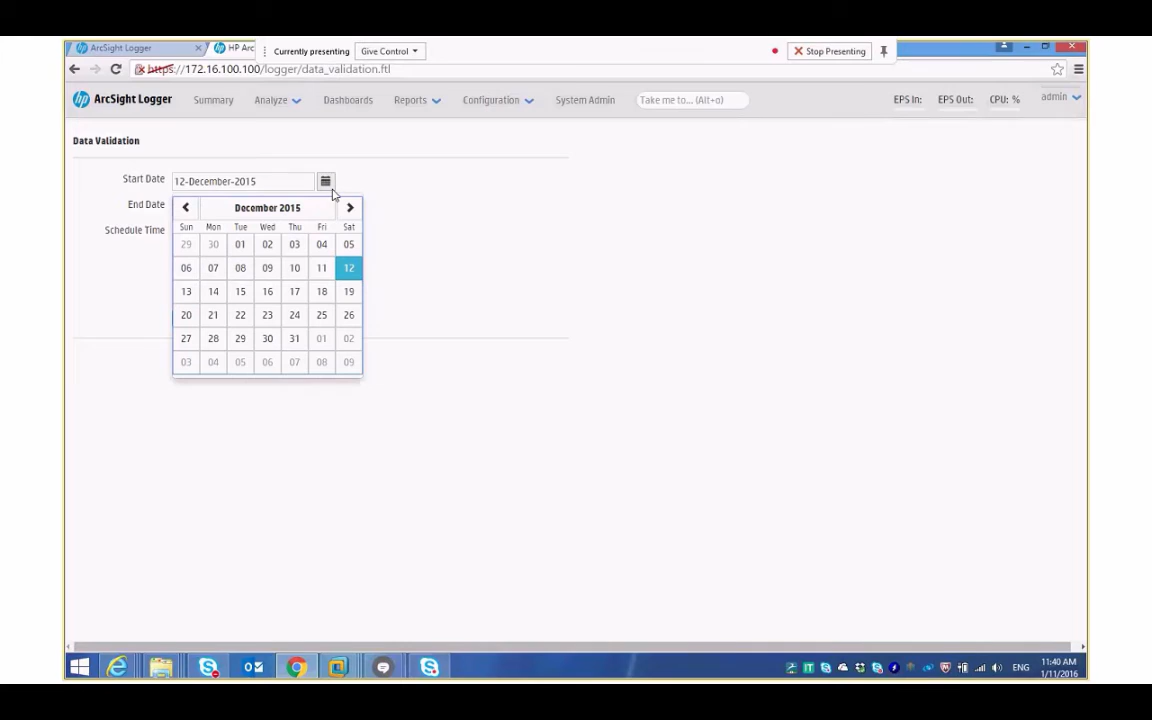 ArcSight Logger
HP Arc
Currently presenting
Give Control
Stop Presenting
https://172.16.100.100/logger/data_validation.ftl
hp ArcSight Logger
Summary
Analyze
Dashboards
Reports
Configuration
System Admin
Take me to... (Alt+o)
EPS In:
EPS Out:
CPU: %
admin
Data Validation
Start Date
12-December-2015
End Date
Schedule Time
December 2015
Sun Mon Tue Wed Thu Fri Sat
29 30 01 02 03 04 05
06 07 08 09 10 11 12
13 14 15 16 17 18 19
20 21 22 23 24 25 26
27 28 29 30 31 01 02
03 04 05 06 07 08 09
ENG
11:40 AM
1/11/2016